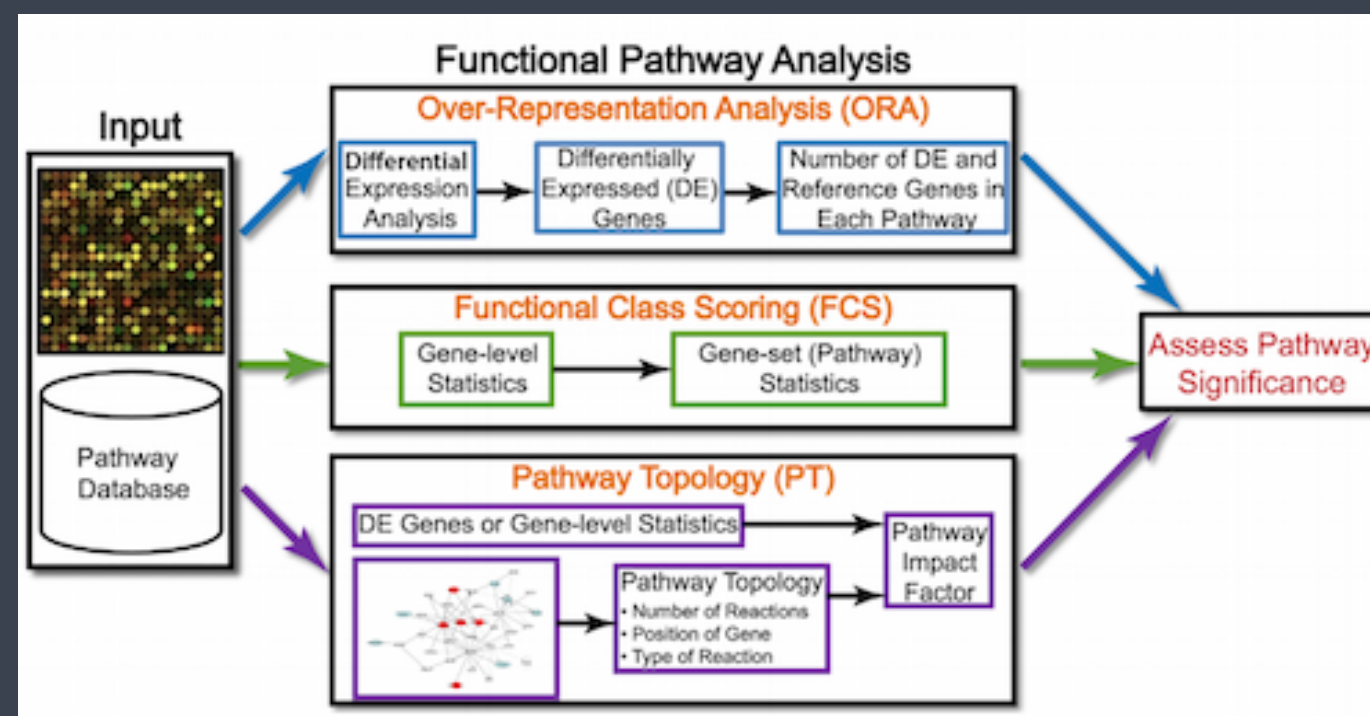 Functional Pathway Analysis
Input
Pathway
Database
Over-Representation Analysis (ORA)
Differential
Expression
Analysis
Differentially
Expressed (DE)
Genes
Number of DE and
Reference Genes in
Each Pathway
Functional Class Scoring (FCS)
Gene-level
Statistics
Gene-set (Pathway)
Statistics
Pathway Topology (PT)
DE Genes or Gene-level Statistics
Pathway Topology
• Number of Reactions
• Position of Gene
• Type of Reaction
Pathway
Impact
Factor
Assess Pathway
Significance